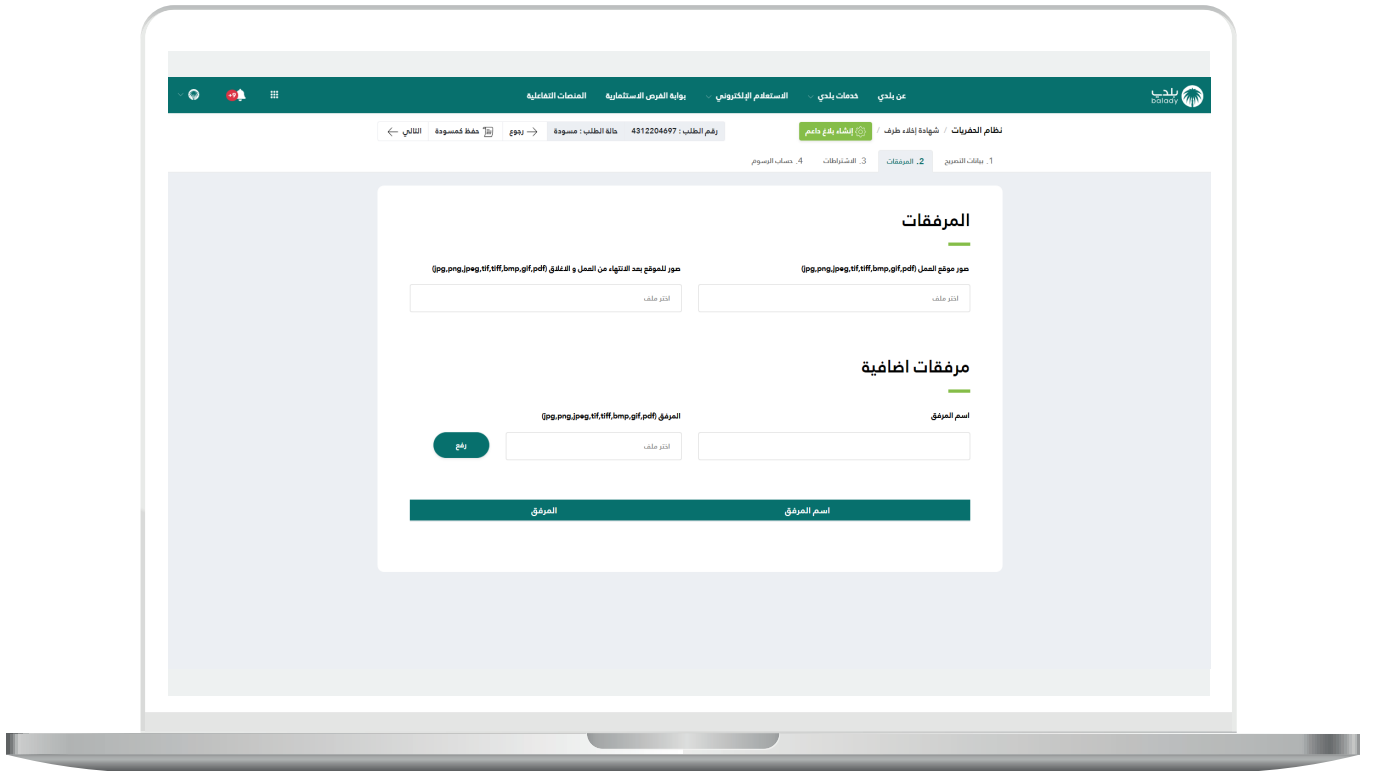 بلدي
balady
عن بلدي
خدمات بلدي
الاستعلام الإلكتروني
بوابة الفرص الاستثمارية
المنصات التفاعلية
+9
نظام الحفريات / شهادة إخلاء طرف / إنشاء بلاغ داعم
رقم الطلب : 4312204697 حالة الطلب : مسودة
رجوع
حفظ كمسودة
التالي
1. بيانات التصريح
2. المرفقات
3. الاشتراطات
4. حساب الرسوم
المرفقات
صور موقع العمل (jpg,png,jpeg,tif,tiff,bmp,gif,pdf)
اختر ملف
صور للموقع بعد الانتهاء من العمل و الاغلاق (jpg,png,jpeg,tif,tiff,bmp,gif,pdf)
اختر ملف
مرفقات اضافية
اسم المرفق
المرفق (jpg,png,jpeg,tif,tiff,bmp,gif,pdf)
اختر ملف
رفع
اسم المرفق
المرفق